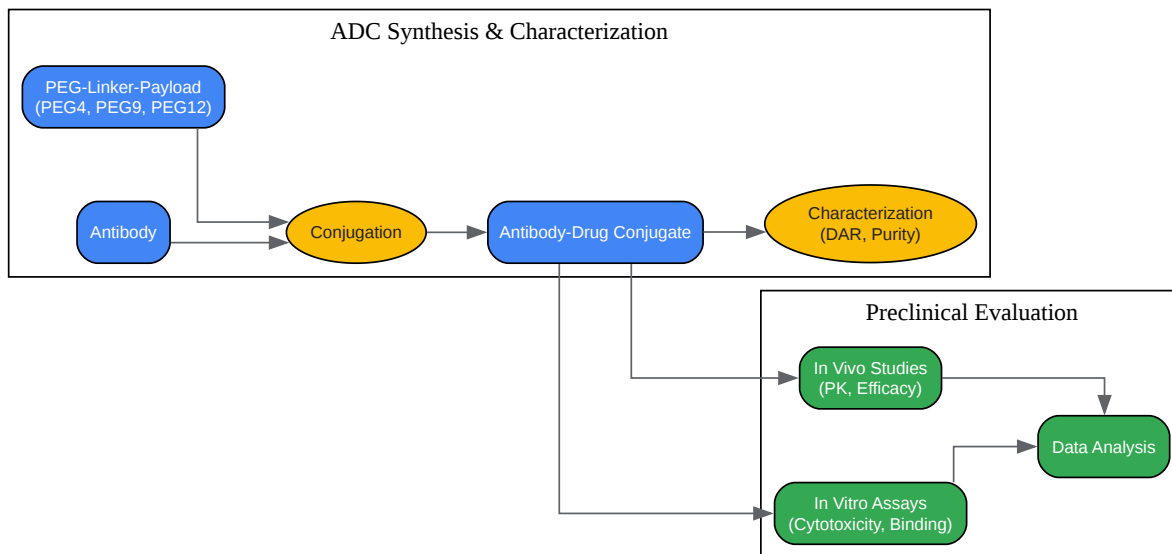 ADC Synthesis & Characterization
PEG-Linker-Payload
(PEG4, PEG9, PEG12)
Antibody
Conjugation
Antibody-Drug Conjugate
Characterization
(DAR, Purity)
Preclinical Evaluation
In Vivo Studies
(PK, Efficacy)
Data Analysis
In Vitro Assays
(Cytotoxicity, Binding)